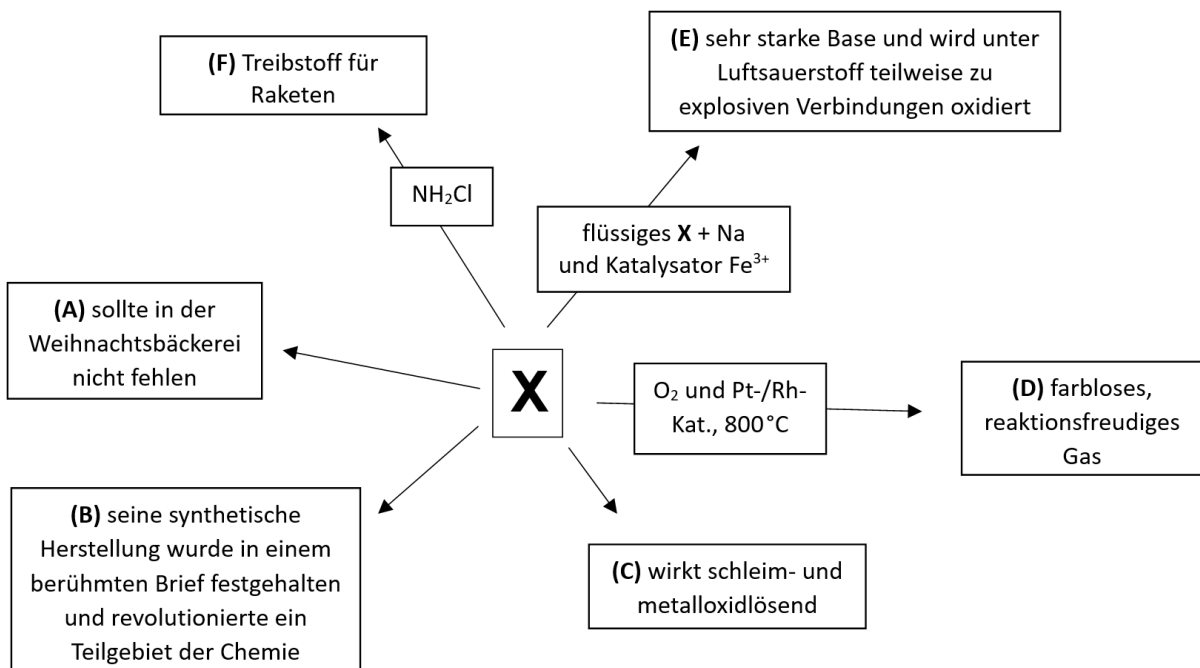 (F) Treibstoff für
Raketen
(E) sehr starke Base und wird unter
Luftsauerstoff teilweise zu
explosiven Verbindungen oxidiert
NH₂Cl
flüssiges X + Na
und Katalysator Fe³⁺
(A) sollte in der
Weihnachtsbäckerei
nicht fehlen
X
O₂ und Pt-/Rh-
Kat., 800°C
(D) farbloses,
reaktionsfreudiges
Gas
(B) seine synthetische
Herstellung wurde in einem
berühmten Brief festgehalten
und revolutionierte ein
Teilgebiet der Chemie
(C) wirkt schleim- und
metalloxidlösend